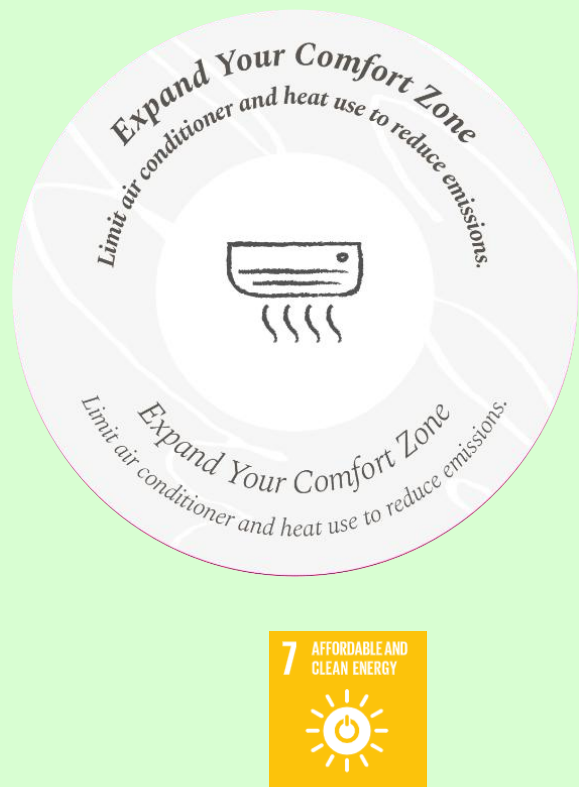 Expand Your Comfort Zone
Limit air conditioner and heat use to reduce emissions.
Expand Your Comfort Zone
Limit air conditioner and heat use to reduce emissions.
7 AFFORDABLE AND
CLEAN ENERGY